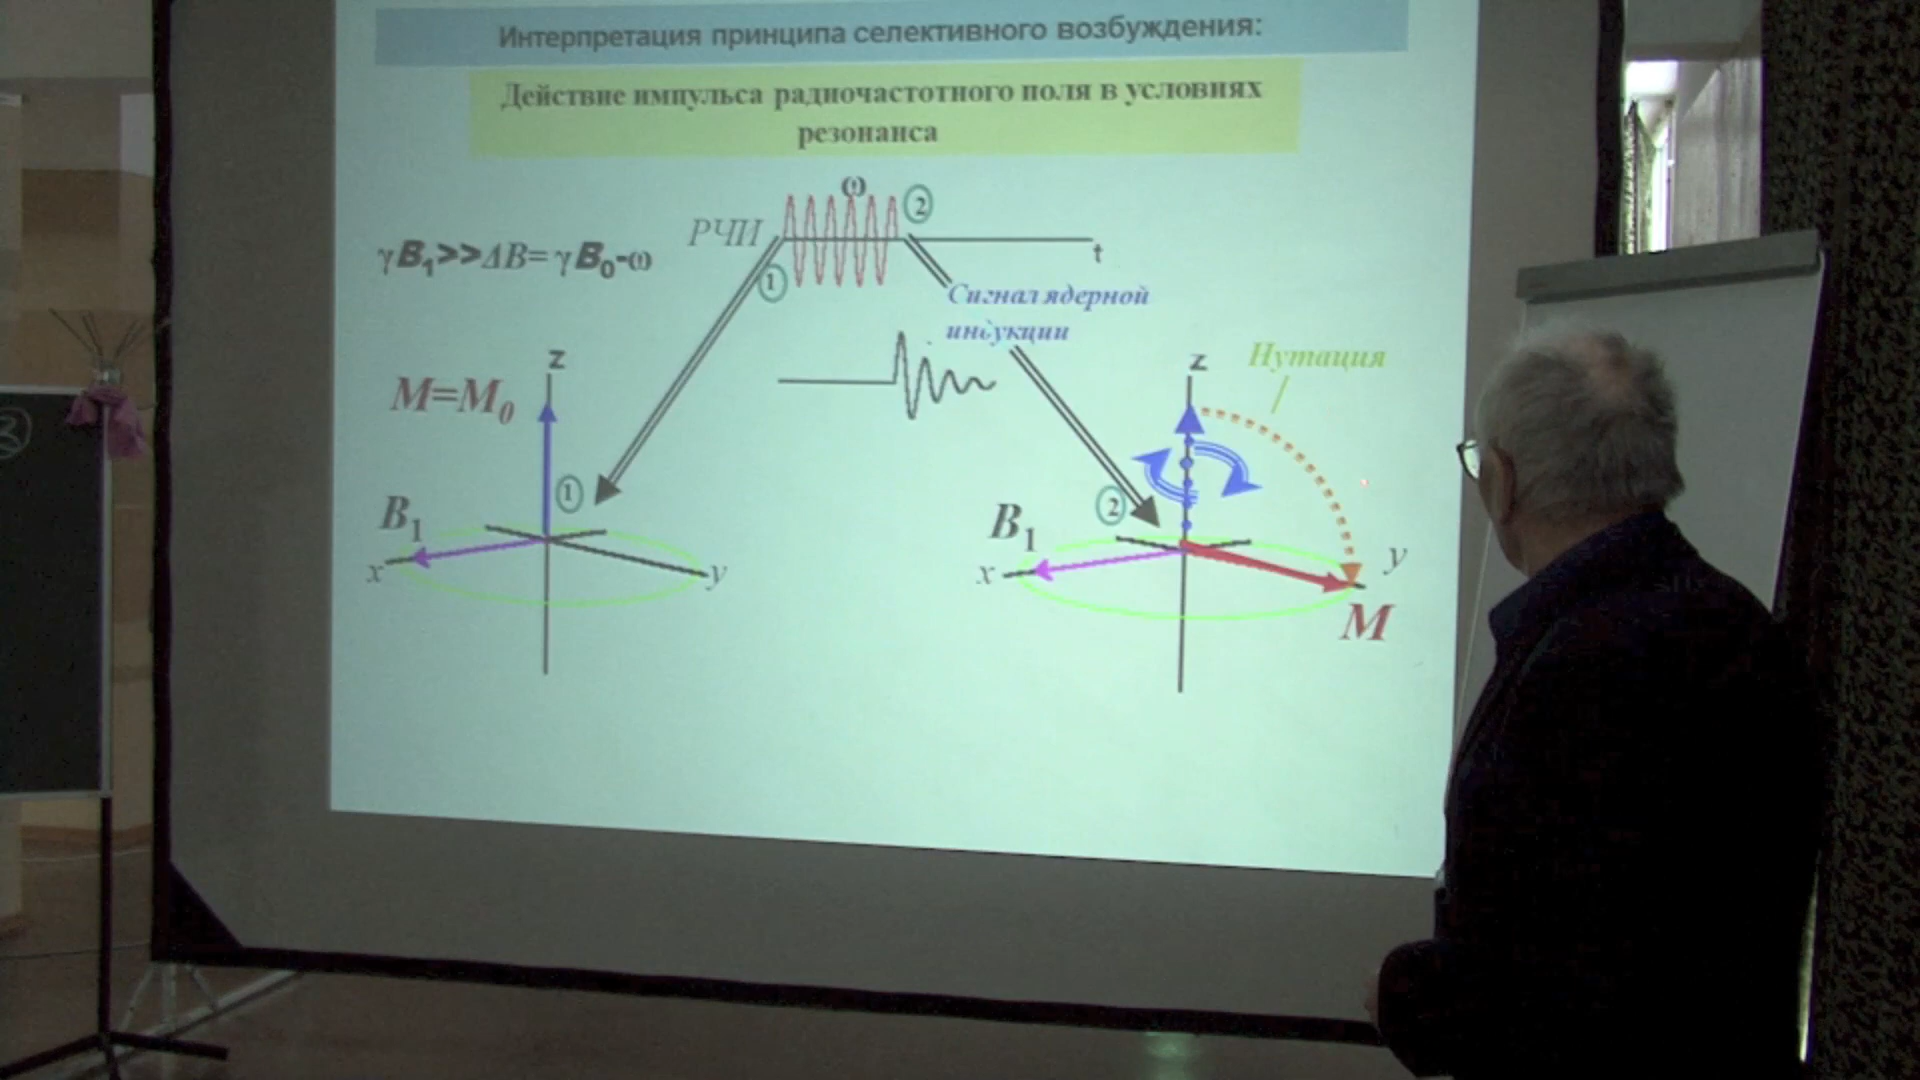 Интерпретация принципа селективного возбуждения:
Действие импульса радиочастотного поля в условиях
резонанса
ω
2
РЧИ
t
γB₁>>ΔB= γB₀-ω
1
Сигнал ядерной
индукции
z
z
Нутация
M=M₀
1
2
B₁
B₁
x
y
x
y
M
2